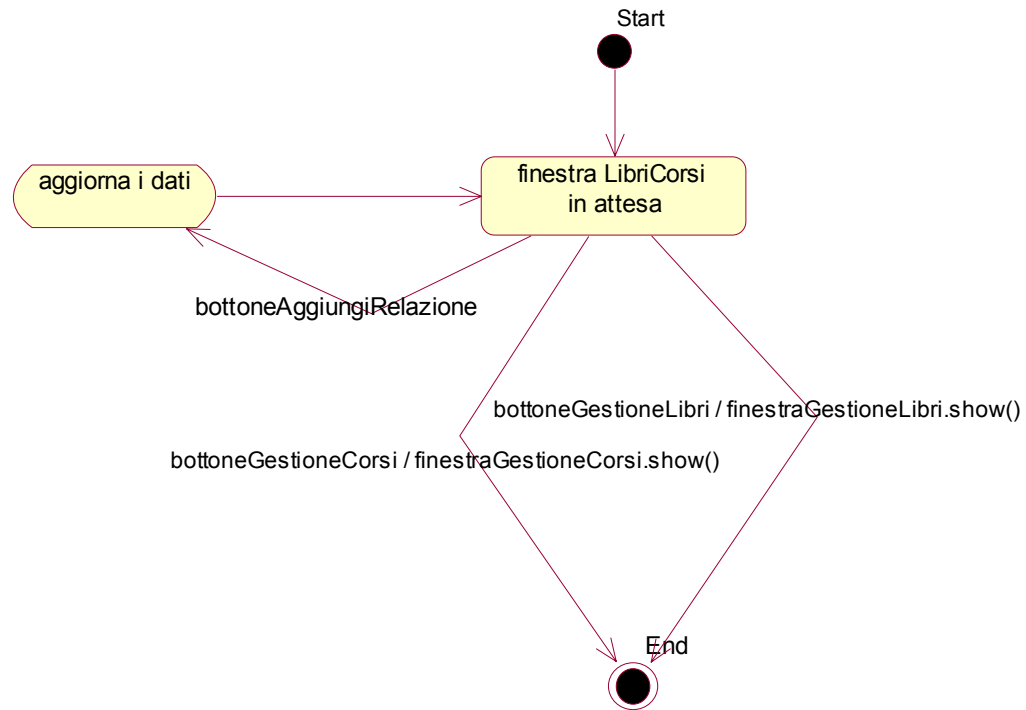 Start
finestra LibriCorsi
in attesa
aggiorna i dati
bottoneAggiungiRelazione
bottoneGestioneLibri / finestraGestioneLibri.show()
bottoneGestioneCorsi / finestraGestioneCorsi.show()
End